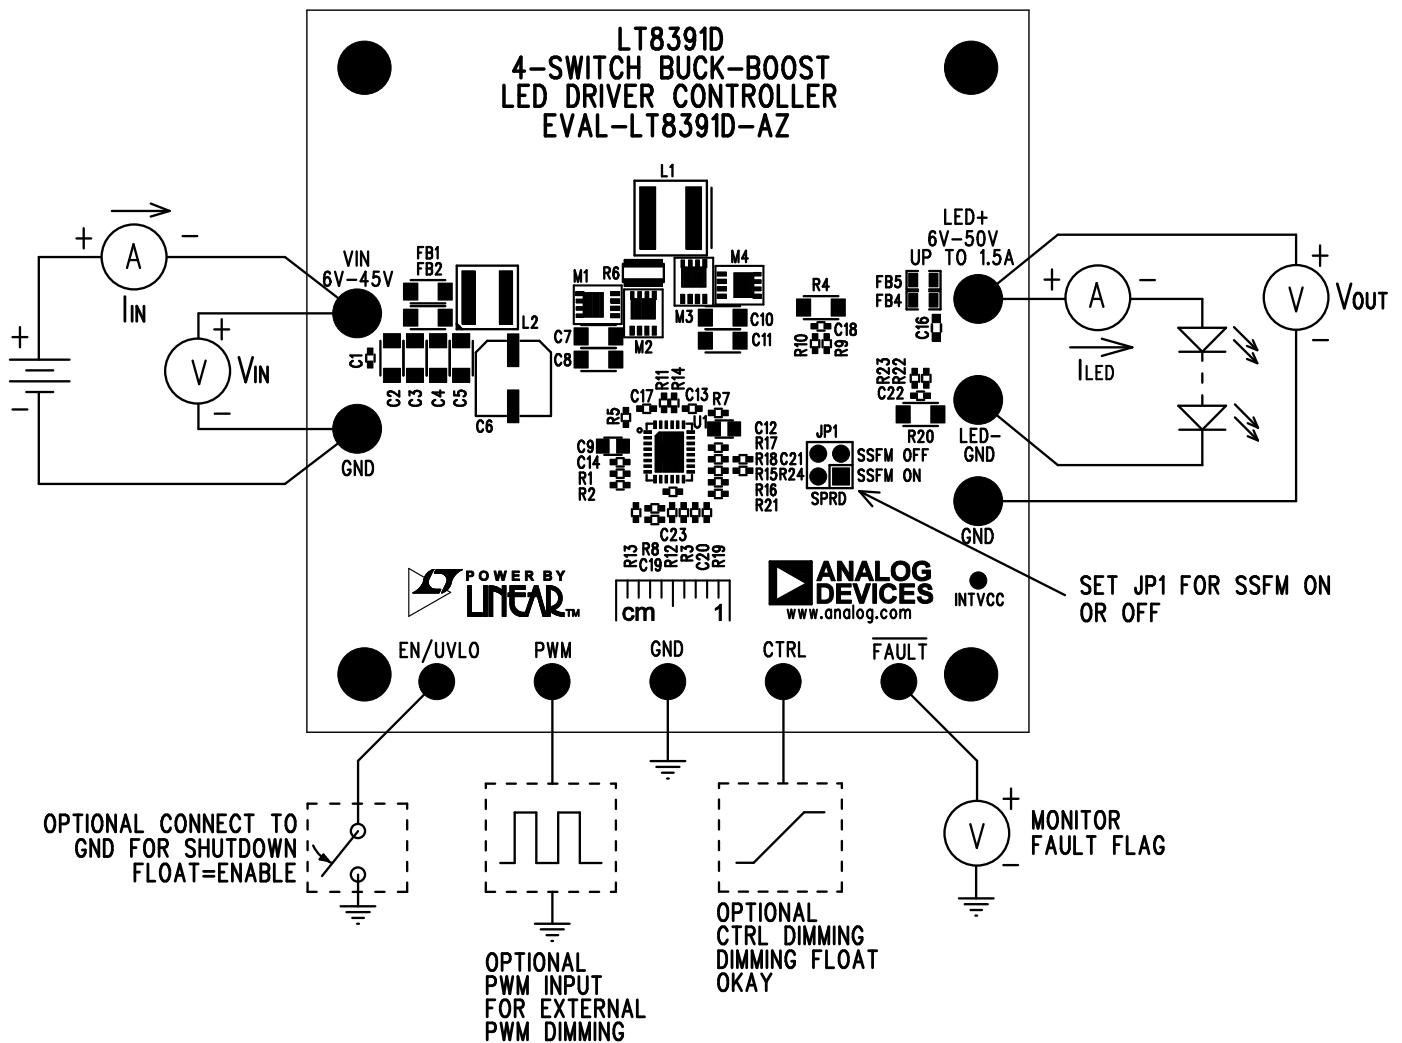 LT8391D
4-SWITCH BUCK-BOOST
LED DRIVER CONTROLLER
EVAL-LT8391D-AZ
L1
LED+
6V-50V
UP TO 1.5A
+ A -
IIN
VIN
6V-45V
FB1
FB2
L2
M1
R6
M4
M3
M2
R4
FB5
FB4
+ A -
ILED
+
V
-
VOUT
+
V
-
VIN
+
-
C7
C8
C10
C11
C18
R10
R9
C16
C1
C2
C3
C4
C5
C6
R11
R14
C17
C13
R7
R5
U1
C12
R17
R18
R15
R16
R21
C21
R24
C9
C14
R1
R2
R23
R22
C22
R20
GND
LED-
GND
JP1
SSFM OFF
SSFM ON
SPRD
GND
C23
R13
R8
C19
R12
R3
C20
R19
POWER BY
LINEAR™
cm 1
ANALOG
DEVICES
www.analog.com
INTVCC
SET JP1 FOR SSFM ON
OR OFF
EN/UVLO
PWM
GND
CTRL
FAULT
OPTIONAL CONNECT TO
GND FOR SHUTDOWN
FLOAT=ENABLE
+
V
-
MONITOR
FAULT FLAG
OPTIONAL
PWM INPUT
FOR EXTERNAL
PWM DIMMING
OPTIONAL
CTRL DIMMING
DIMMING FLOAT
OKAY